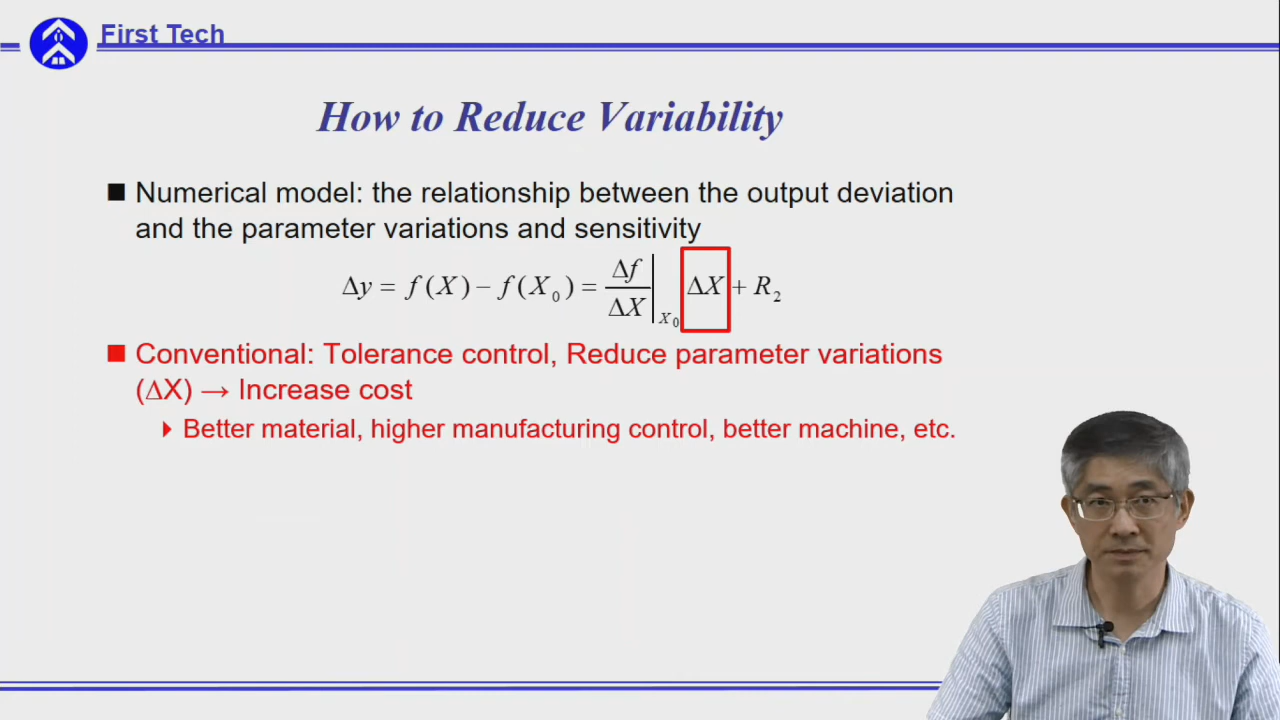 First Tech
How to Reduce Variability
■ Numerical model: the relationship between the output deviation
and the parameter variations and sensitivity
Δy = f(X) − f(X₀) = Δf/ΔX|X₀ ΔX + R₂
■ Conventional: Tolerance control, Reduce parameter variations
(ΔX) → Increase cost
Better material, higher manufacturing control, better machine, etc.